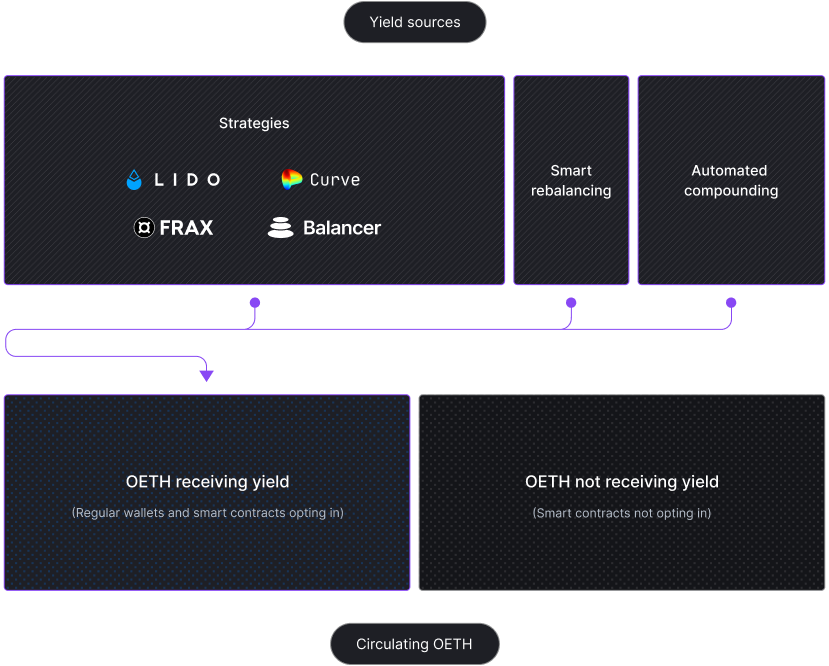 Yield sources
Strategies
LIDO
Curve
FRAX
Balancer
Smart
rebalancing
Automated
compounding
OETH receiving yield
(Regular wallets and smart contracts opting in)
OETH not receiving yield
(Smart contracts not opting in)
Circulating OETH